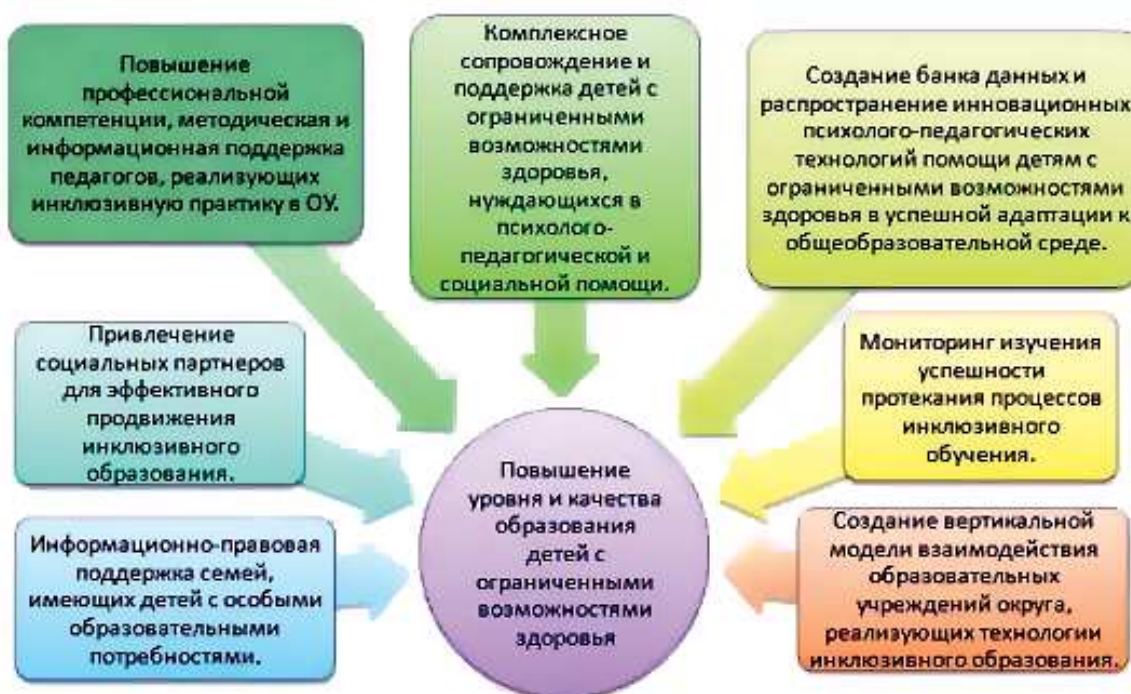 Повышение
профессиональной
компетенции, методическая и
информационная поддержка
педагогов, реализующих
инклюзивную практику в ОУ.
Комплексное
сопровождение и
поддержка детей с
ограниченными
возможностями
здоровья,
нуждающихся в
психолого-
педагогической и
социальной помощи.
Создание банка данных и
распространение инновационных
психолого-педагогических
технологий помощи детям с
ограниченными возможностями
здоровья в успешной адаптации к
общеобразовательной среде.
Привлечение
социальных партнеров
для эффективного
продвижения
инклюзивного
образования.
Мониторинг изучения
успешности
протекания процессов
инклюзивного
обучения.
Информационно-правовая
поддержка семей,
имеющих детей с особыми
образовательными
потребностями.
Повышение
уровня и качества
образования
детей с
ограниченными
возможностями
здоровья
Создание вертикальной
модели взаимодействия
образовательных
учреждений округа,
реализующих технологии
инклюзивного образования.